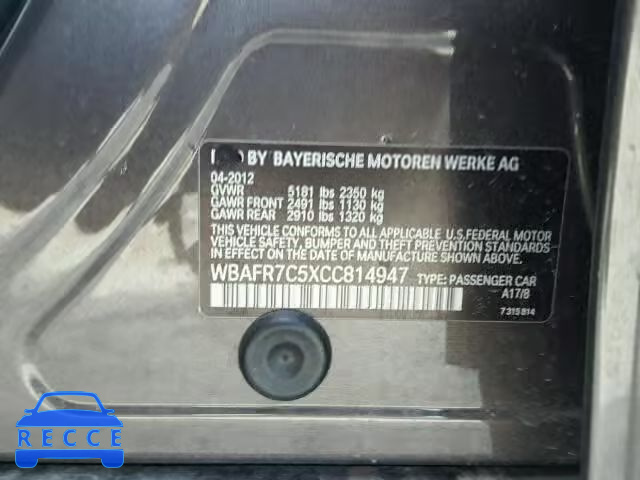 BY BAYERISCHE MOTOREN WERKE AG
04-2012
GVWR 5181 lbs 2350 kg
GAWR FRONT 2491 lbs 1130 kg
GAWR REAR 2910 lbs 1320 kg
THIS VEHICLE CONFORMS TO ALL APPLICABLE U.S.FEDERAL MOTOR
VEHICLE SAFETY, BUMPER AND THEFT PREVENTION STANDARDS
IN EFFECT ON THE DATE OF MANUFACTURE SHOWN ABOVE.
WBAFR7C5XCC814947 TYPE: PASSENGER CAR
A17/8
7315814
RECCE